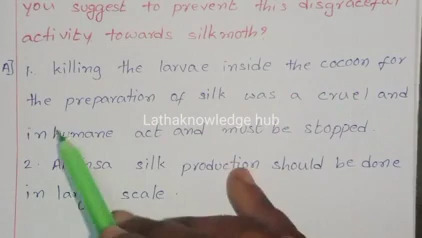 you suggest to prevent this disgraceful
activity towards silkmoth?
A] 1. killing the larvae inside the cocoon for
the preparation of silk was a cruel and
Lathaknowledge hub
inhumane act and must be stopped.
2. silk production should be done
in scale.